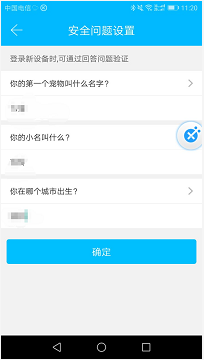 中国电信
11:20
安全问题设置
登录新设备时,可通过回答问题验证
你的第一个宠物叫什么名字?
你的小名叫什么?
你在哪个城市出生?
确定